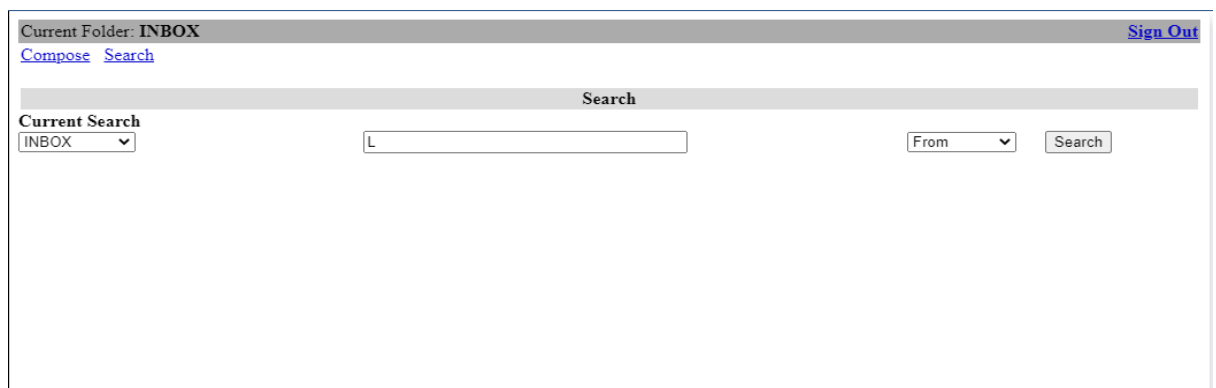 Current Folder: INBOX Sign Out
Compose Search
Search
Current Search
INBOX L From Search